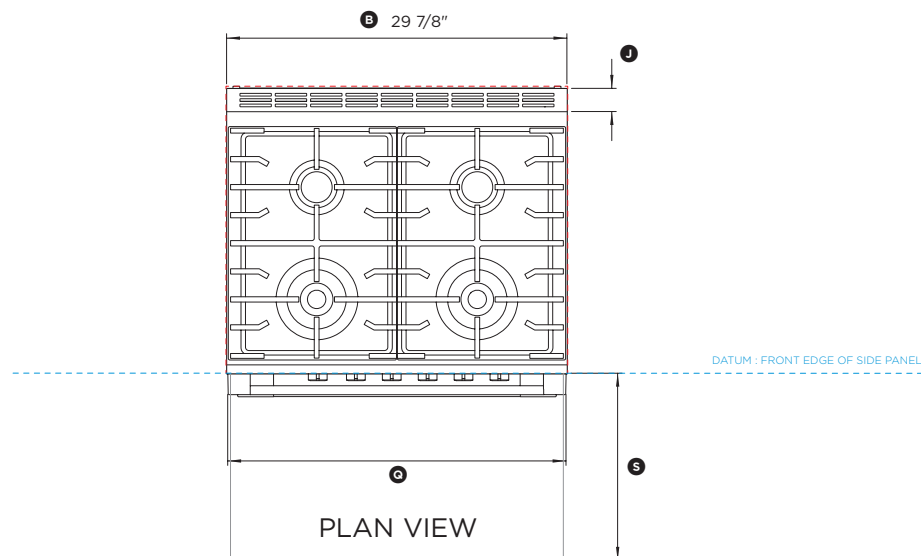 B 29 7/8"
J
DATUM : FRONT EDGE OF SIDE PANEL
S
Q
PLAN VIEW